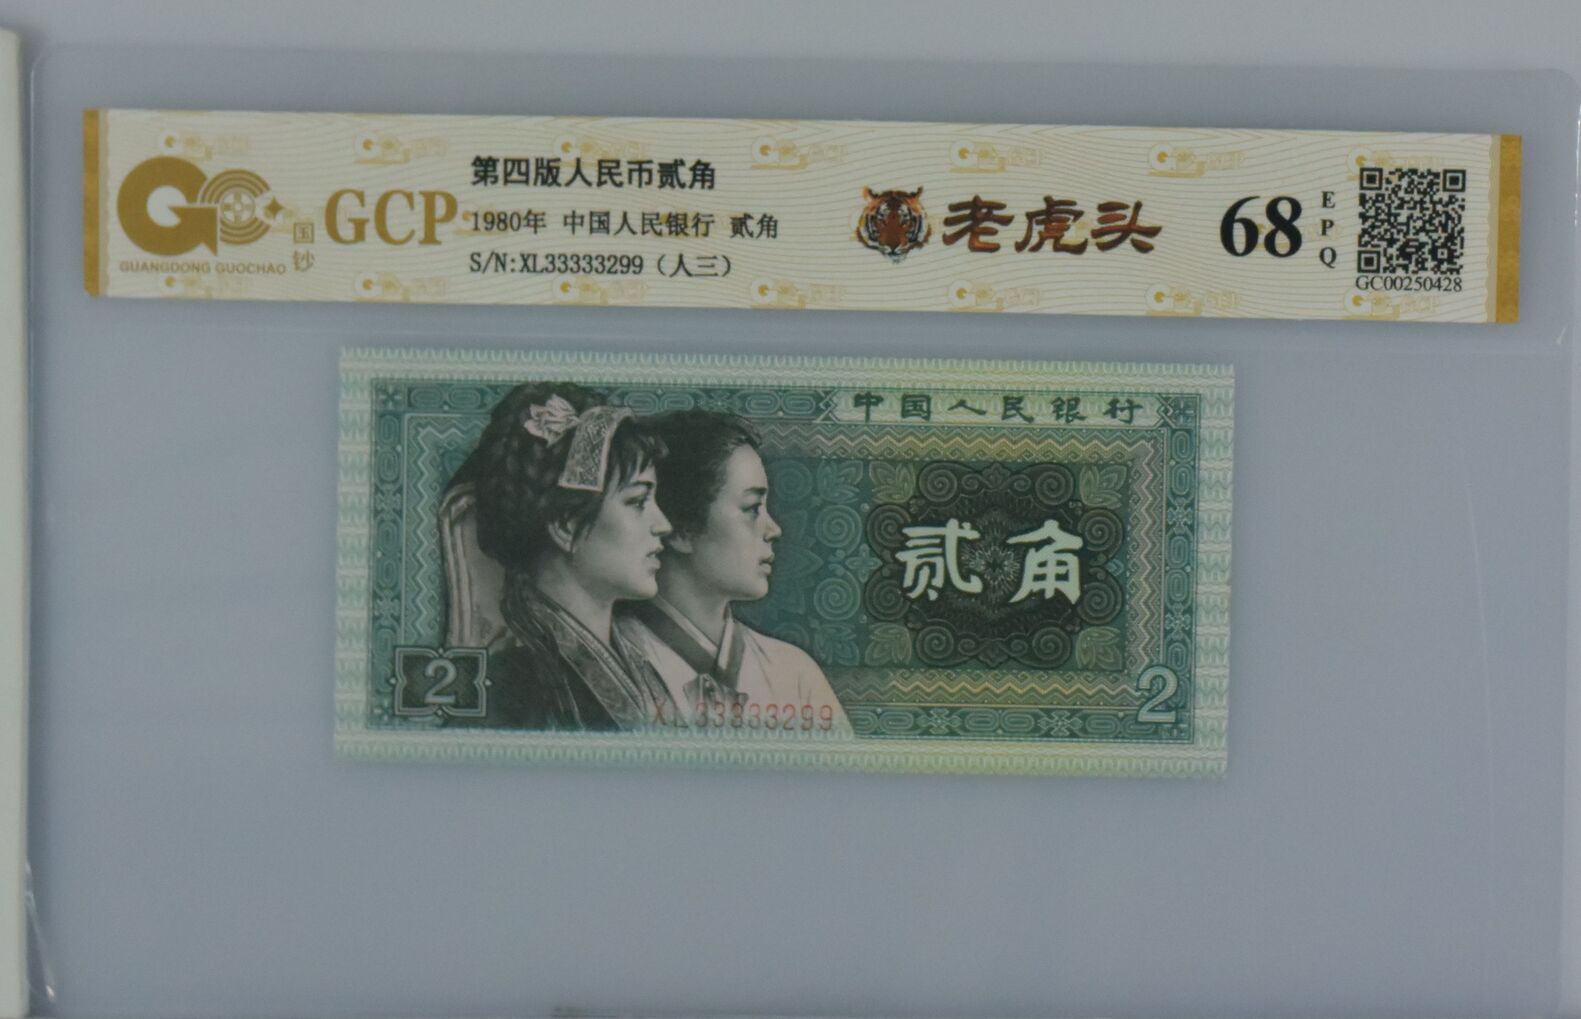 GUANGDONG GUOCHAO
国钞
GCP
第四版人民币贰角
1980年 中国人民银行 贰角
S/N:XL33333299 (人三)
老虎头
68
EPQ
GC00250428
中国人民银行
贰角
2
2
XL33333299